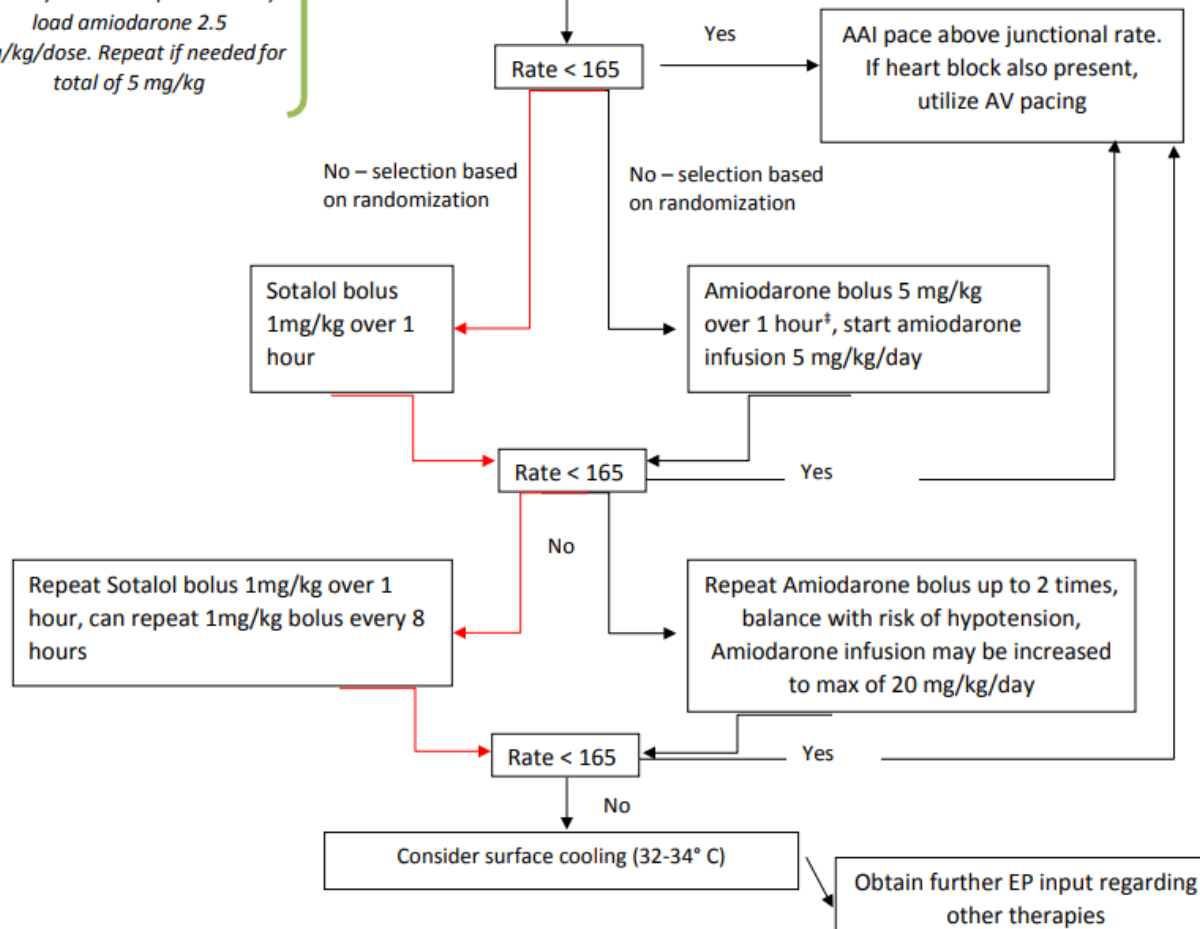 load amiodarone 2.5
/kg/dose. Repeat if needed for
total of 5 mg/kg
Rate < 165
Yes
AAI pace above junctional rate.
If heart block also present,
utilize AV pacing
No – selection based
on randomization
No – selection based
on randomization
Sotalol bolus
1mg/kg over 1
hour
Amiodarone bolus 5 mg/kg
over 1 hour‡, start amiodarone
infusion 5 mg/kg/day
Rate < 165
Yes
No
Repeat Sotalol bolus 1mg/kg over 1
hour, can repeat 1mg/kg bolus every 8
hours
Repeat Amiodarone bolus up to 2 times,
balance with risk of hypotension,
Amiodarone infusion may be increased
to max of 20 mg/kg/day
Rate < 165
Yes
No
Consider surface cooling (32-34° C)
Obtain further EP input regarding
other therapies